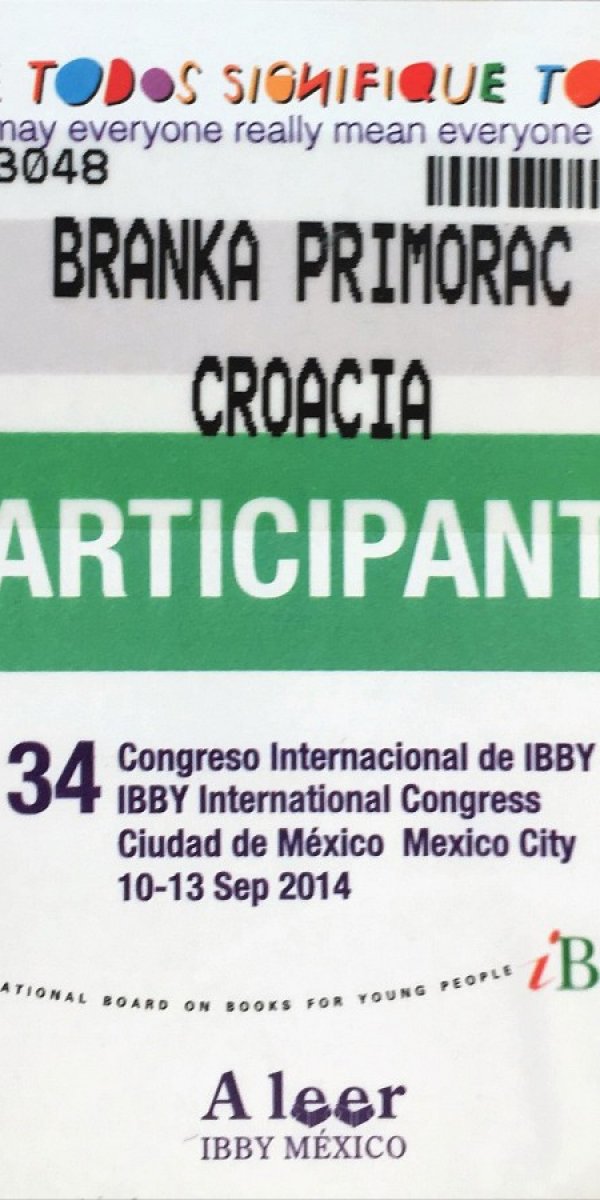 E TODOS SIGNIFIQUE TO
may everyone really mean everyone
3048
BRANKA PRIMORAC
CROACIA
ARTICIPANT
34 Congreso Internacional de IBBY
IBBY International Congress
Ciudad de México Mexico City
10-13 Sep 2014
ATIONAL BOARD ON BOOKS FOR YOUNG PEOPLE
iB
A leer
IBBY MÉXICO